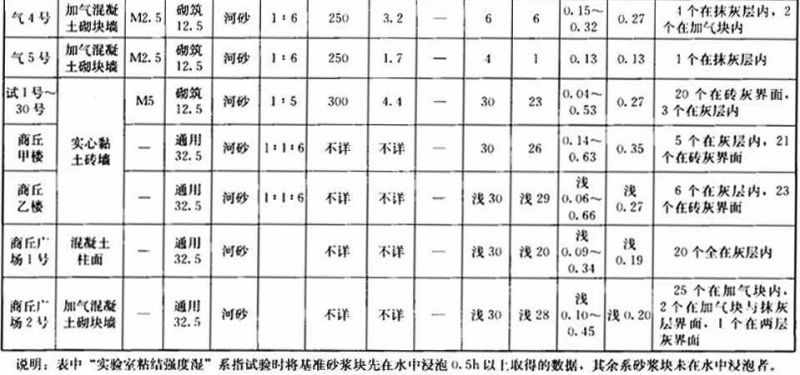 气4号 加气混凝土砌块墙 M2.5 砌筑12.5 河砂 1∶6 250 3.2 — 6 6 0.15~0.32 0.27 4个在抹灰层内，2个在加气块内
气5号 加气混凝土砌块墙 M2.5 砌筑12.5 河砂 1∶6 250 1.7 — 4 1 0.13 0.13 1个在抹灰层内
试1号~30号 实心黏土砖墙 M5 砌筑12.5 河砂 1∶5 300 4.4 — 30 23 0.04~0.53 0.27 20个在砖灰界面，3个在灰层内
商丘甲楼 — 通用32.5 河砂 1∶1∶6 不详 不详 — 30 26 0.14~0.63 0.35 5个在灰层内，21个在砖灰界面
商丘乙楼 — 通用32.5 河砂 1∶1∶6 不详 不详 — 浅30 浅29 浅0.06~0.66 浅0.27 6个在灰层内，23个在砖灰界面
商丘广场1号 混凝土柱面 — 通用32.5 河砂 不详 不详 — 浅30 浅20 浅0.09~0.34 浅0.19 20个全在灰层内
商丘广场2号 加气混凝土砌块墙 — 通用32.5 河砂 不详 不详 — 浅30 浅28 浅0.10~0.45 浅0.20 25个在加气块内，2个在加气块与抹灰层界面，1个在两层灰界面
说明：表中“实验室粘结强度湿”系指试验时将基准砂浆块先在水中浸泡0.5h以上取得的数据，其余系砂浆块未在水中浸泡者。